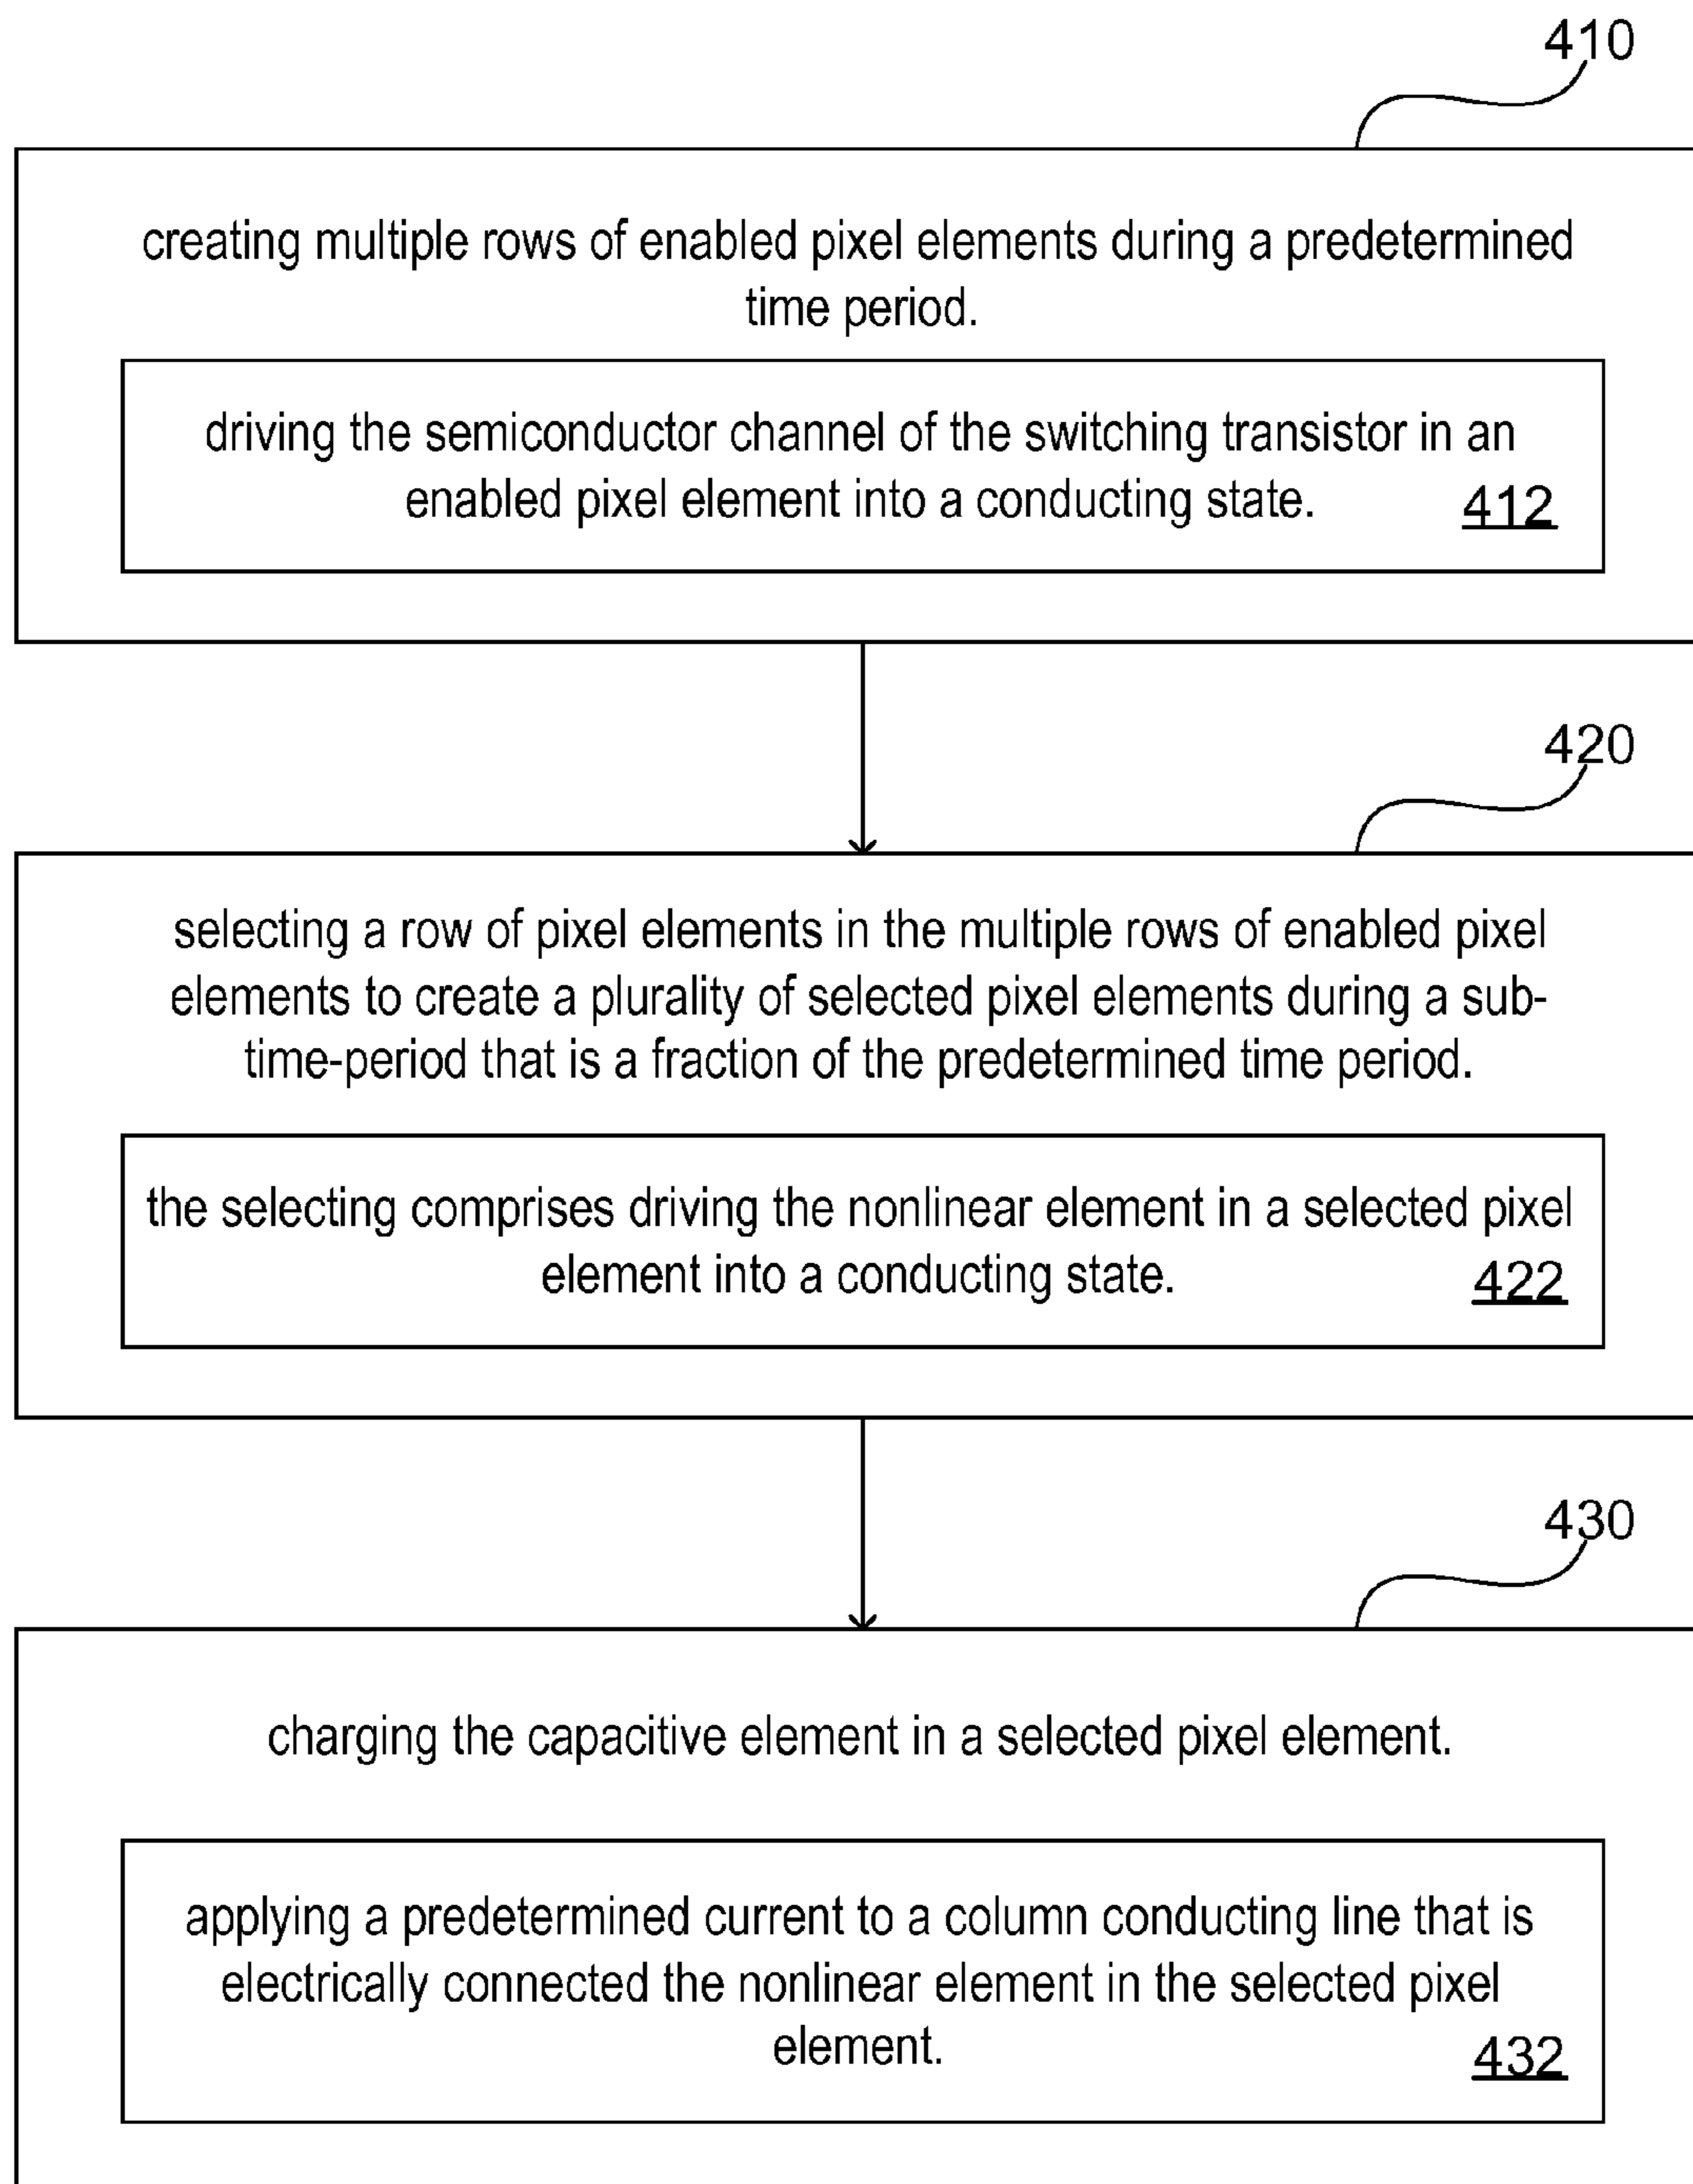 410
creating multiple rows of enabled pixel elements during a predetermined
time period.
driving the semiconductor channel of the switching transistor in an
enabled pixel element into a conducting state. 412
420
selecting a row of pixel elements in the multiple rows of enabled pixel
elements to create a plurality of selected pixel elements during a sub-
time-period that is a fraction of the predetermined time period.
the selecting comprises driving the nonlinear element in a selected pixel
element into a conducting state. 422
430
charging the capacitive element in a selected pixel element.
applying a predetermined current to a column conducting line that is
electrically connected the nonlinear element in the selected pixel
element. 432